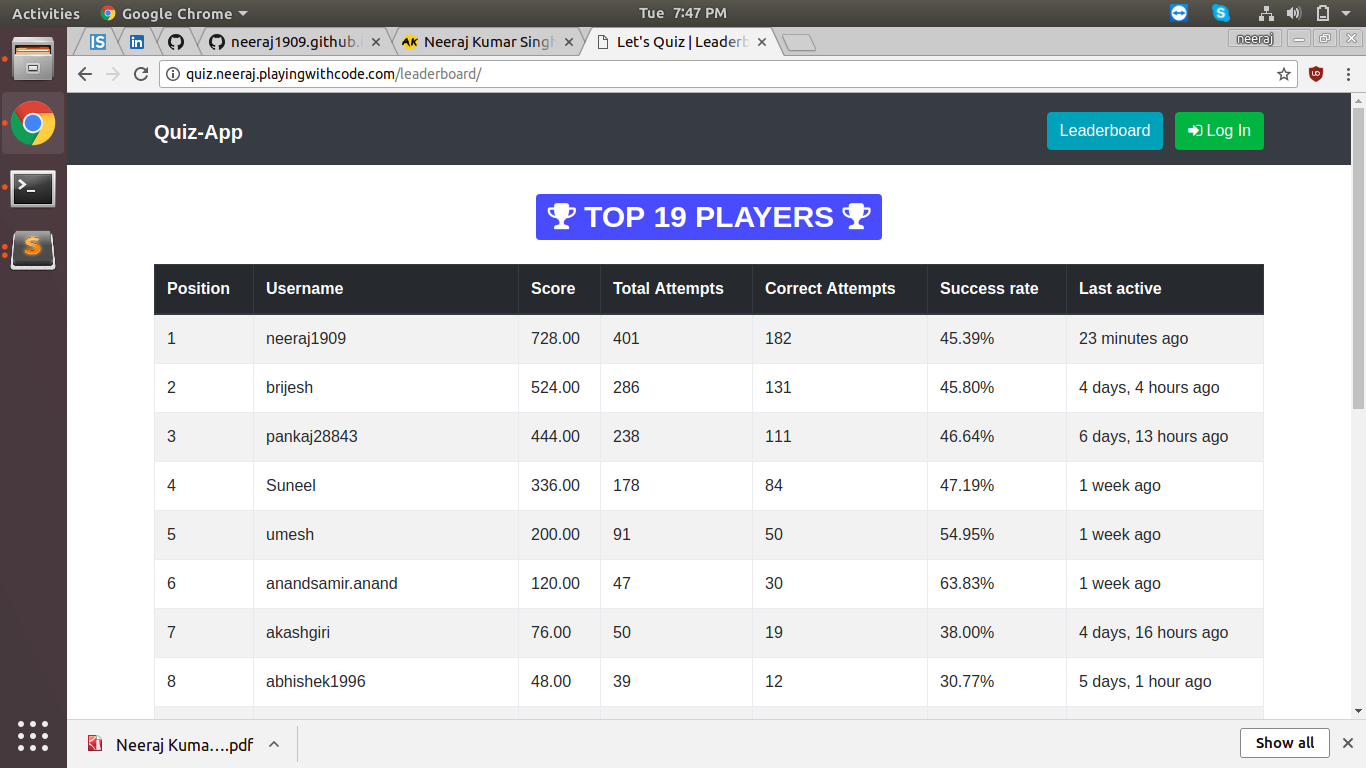 Activities Google Chrome Tue 7:47 PM
neeraj1909.github. Neeraj Kumar Singh Let's Quiz | Leaderb neeraj
quiz.neeraj.playingwithcode.com/leaderboard/
Quiz-App Leaderboard Log In
TOP 19 PLAYERS
Position Username Score Total Attempts Correct Attempts Success rate Last active
1 neeraj1909 728.00 401 182 45.39% 23 minutes ago
2 brijesh 524.00 286 131 45.80% 4 days, 4 hours ago
3 pankaj28843 444.00 238 111 46.64% 6 days, 13 hours ago
4 Suneel 336.00 178 84 47.19% 1 week ago
5 umesh 200.00 91 50 54.95% 1 week ago
6 anandsamir.anand 120.00 47 30 63.83% 1 week ago
7 akashgiri 76.00 50 19 38.00% 4 days, 16 hours ago
8 abhishek1996 48.00 39 12 30.77% 5 days, 1 hour ago
Neeraj Kuma....pdf Show all